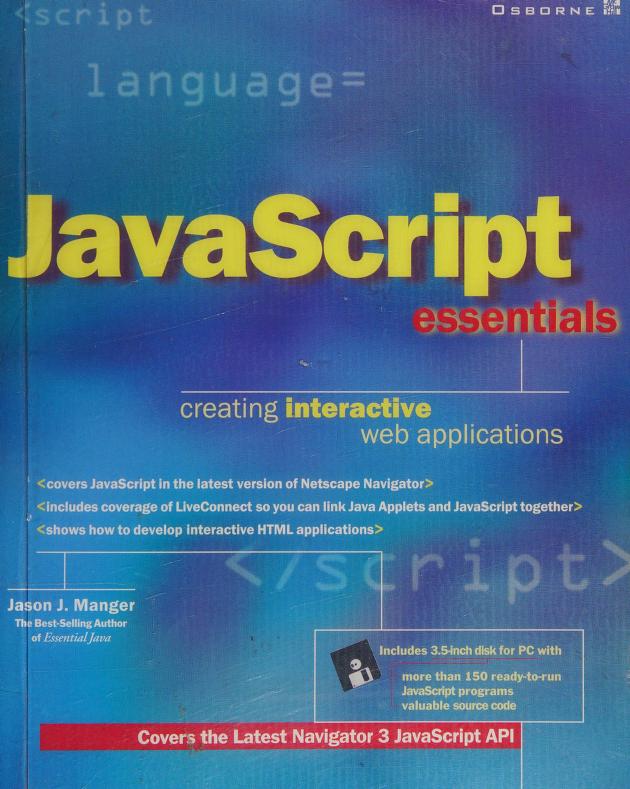 <script
OSBORNE
language=
JavaScript
essentials
creating interactive
web applications
<covers JavaScript in the latest version of Netscape Navigator>
<includes coverage of LiveConnect so you can link Java Applets and JavaScript together>
<shows how to develop interactive HTML applications>
</script>
Jason J. Manger
The Best-Selling Author
of Essential Java
Includes 3.5-inch disk for PC with
more than 150 ready-to-run
JavaScript programs
valuable source code
Covers the Latest Navigator 3 JavaScript API